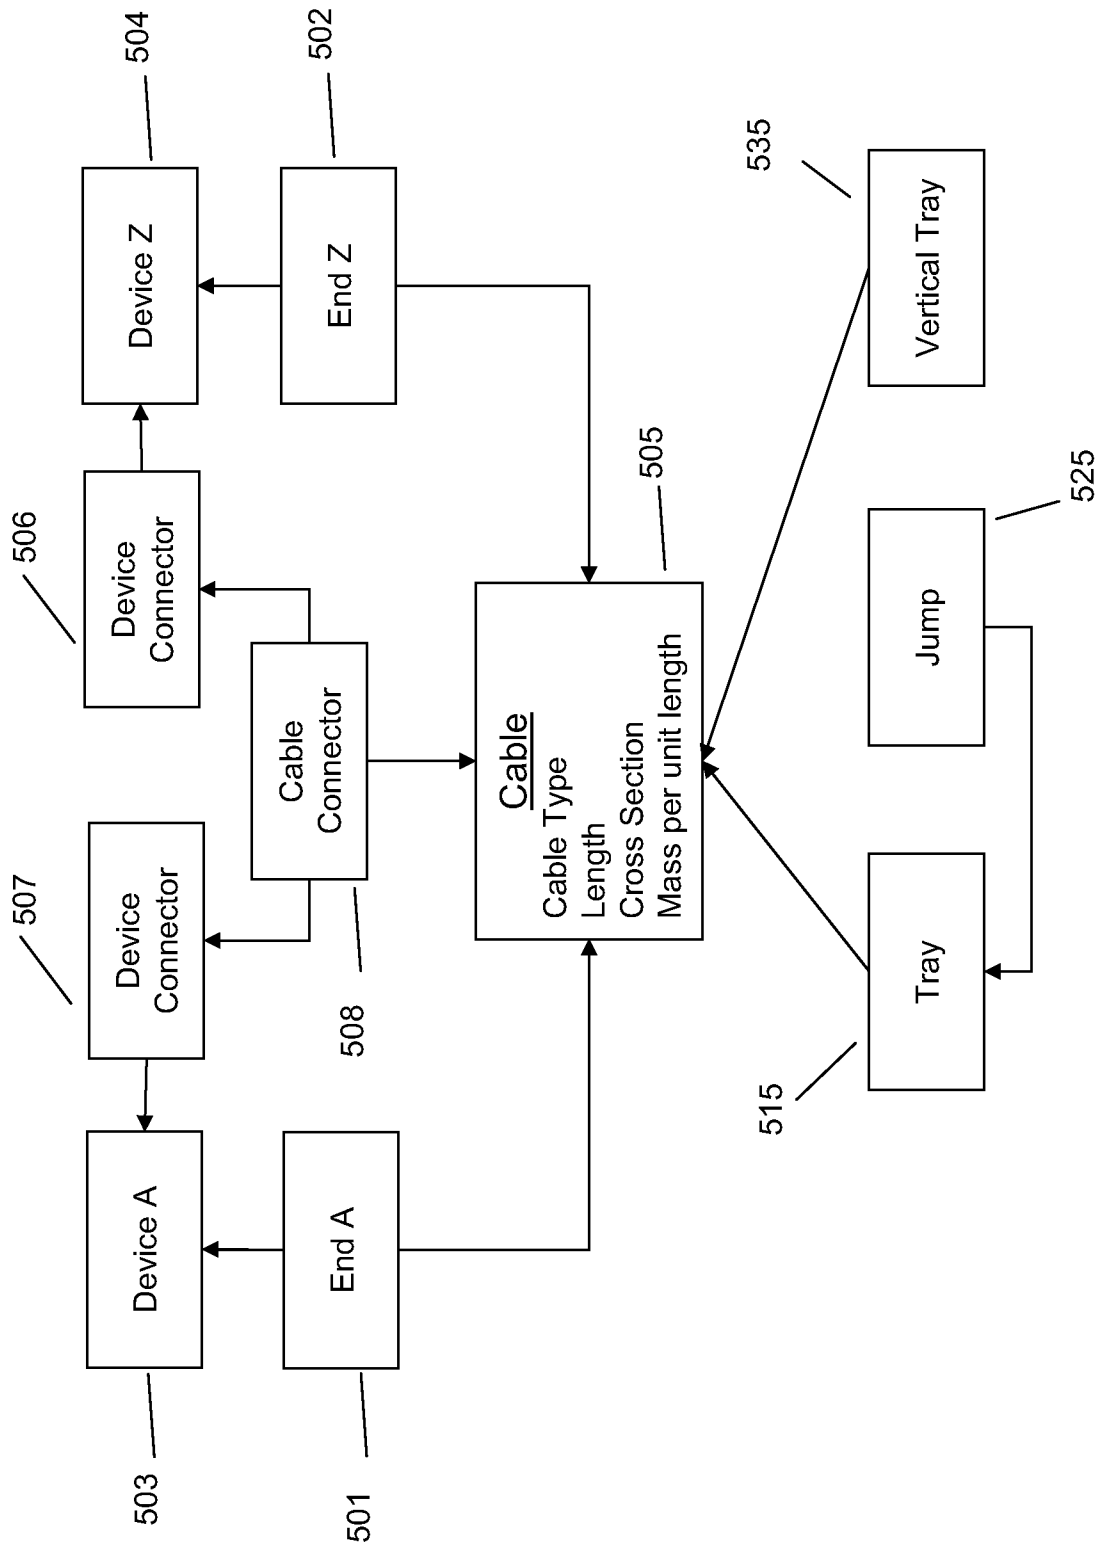 503
507
506
504
Device A
Device
Connector
Device
Connector
Device Z
501
End A
508
Cable
Connector
End Z
502
Cable
Cable Type
Length
Cross Section
Mass per unit length
505
515
535
Tray
Jump
Vertical Tray
525